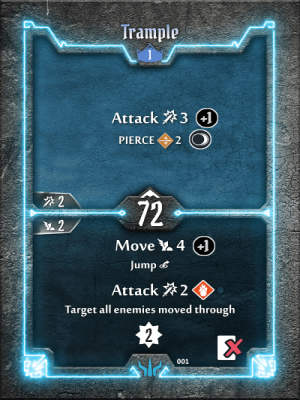 Trample
1
Attack 3 +1
PIERCE 2
2
72
2
Move 4 +1
Jump
Attack 2
Target all enemies moved through
2
001